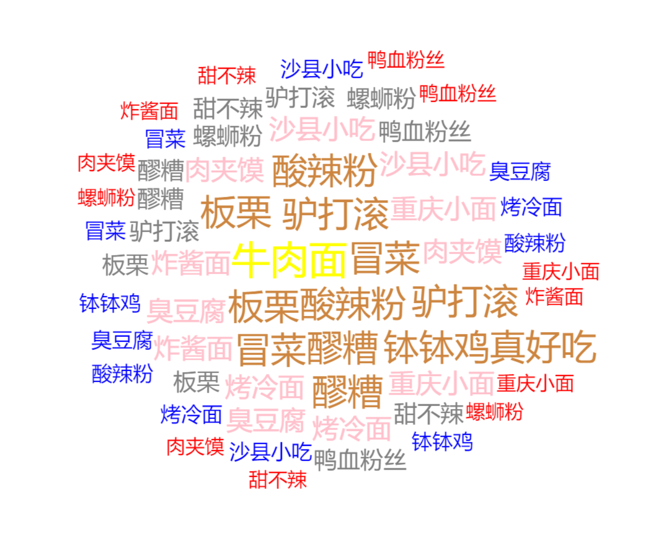 甜不辣 沙县小吃 鸭血粉丝
炸酱面 甜不辣 驴打滚 螺蛳粉 鸭血粉丝
冒菜 螺蛳粉 沙县小吃 鸭血粉丝
肉夹馍 醪糟 肉夹馍 酸辣粉 沙县小吃 臭豆腐
螺蛳粉 醪糟 板栗 驴打滚 重庆小面 烤冷面
冒菜 驴打滚 酸辣粉
板栗 炸酱面 牛肉面 冒菜 肉夹馍 重庆小面
钵钵鸡 臭豆腐 板栗 酸辣粉 驴打滚 炸酱面
臭豆腐 炸酱面 冒菜 醪糟 钵钵鸡真好吃
酸辣粉 板栗 烤冷面 醪糟 重庆小面 重庆小面
烤冷面 臭豆腐 烤冷面 甜不辣 螺蛳粉
肉夹馍 沙县小吃 鸭血粉丝 钵钵鸡
甜不辣